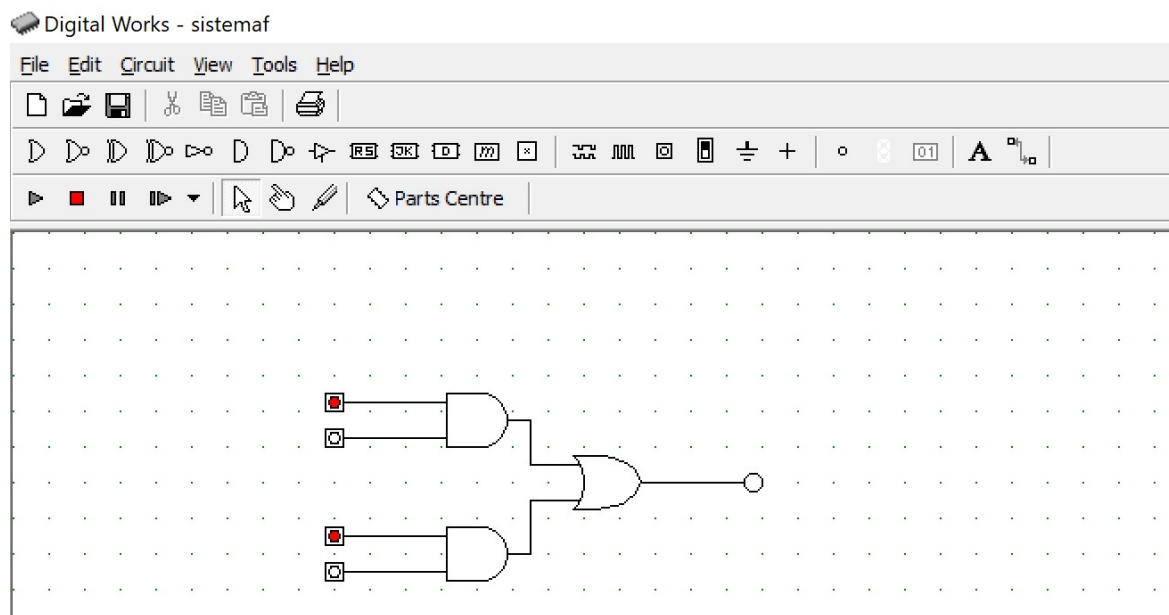 Digital Works - sistemaf
File Edit Circuit View Tools Help
RS JK D m x 01 A
Parts Centre